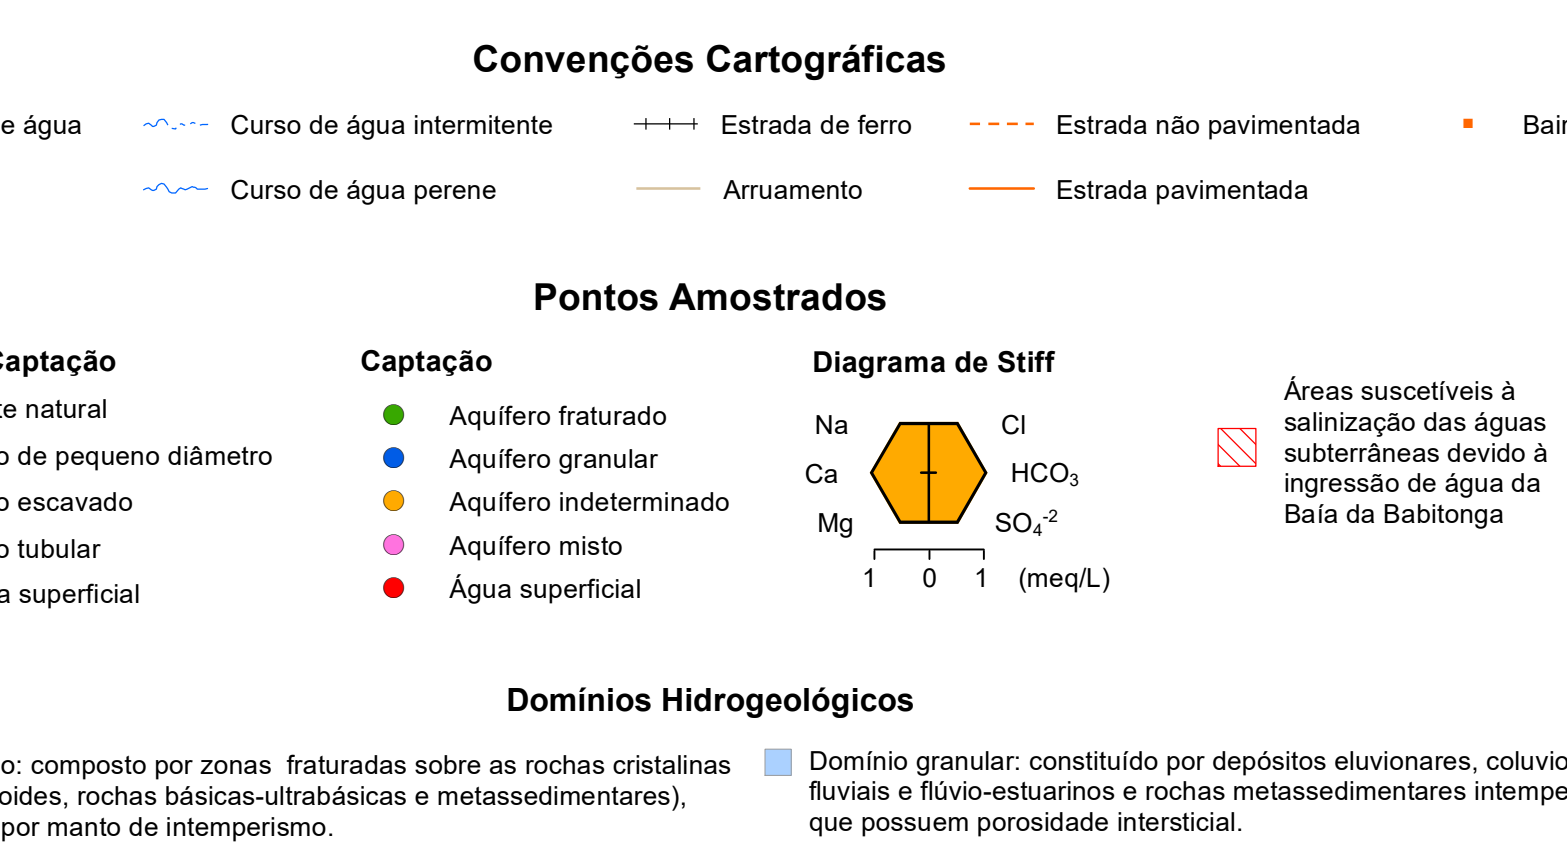 Convenções Cartográficas
e água Curso de água intermitente Estrada de ferro Estrada não pavimentada Bair
Curso de água perene Arruamento Estrada pavimentada
Pontos Amostrados
Captação
te natural
o de pequeno diâmetro
o escavado
o tubular
a superficial
Captação
Aquífero fraturado
Aquífero granular
Aquífero indeterminado
Aquífero misto
Água superficial
Diagrama de Stiff
Na Cl
Ca HCO₃
Mg SO₄⁻²
1 0 1 (meq/L)
Áreas suscetíveis à
salinização das águas
subterrâneas devido à
ingressão de água da
Baía da Babitonga
Domínios Hidrogeológicos
o: composto por zonas fraturadas sobre as rochas cristalinas
oides, rochas básicas-ultrabásicas e metassedimentares),
por manto de intemperismo.
Domínio granular: constituído por depósitos eluvionares, coluvio
fluviais e flúvio-estuarinos e rochas metassedimentares intempe
que possuem porosidade intersticial.